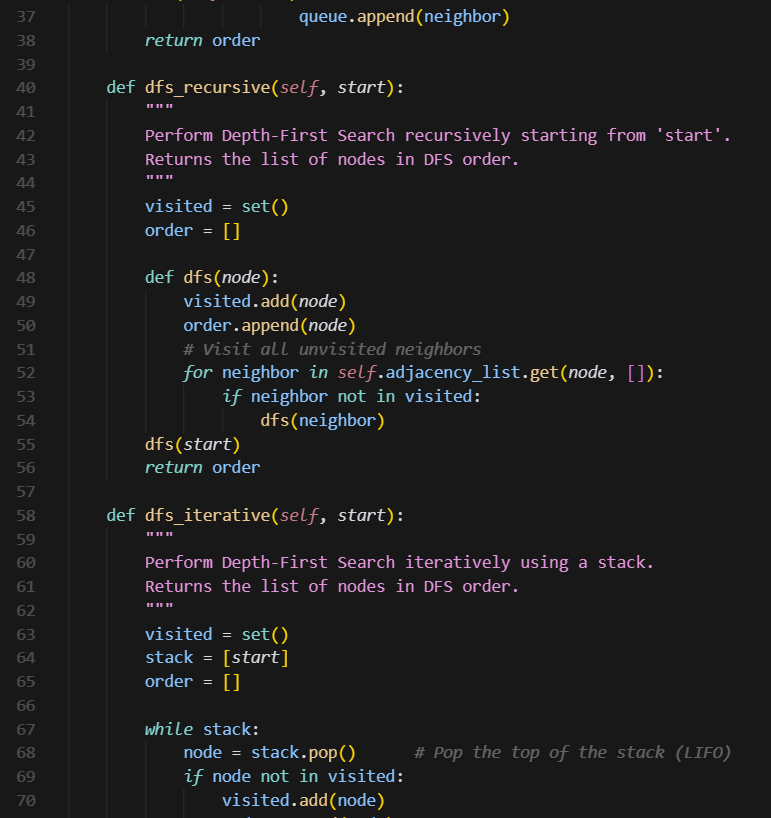 37                            queue.append(neighbor)
38            return order
39
40        def dfs_recursive(self, start):
41            """
42            Perform Depth-First Search recursively starting from 'start'.
43            Returns the list of nodes in DFS order.
44            """
45            visited = set()
46            order = []
47
48            def dfs(node):
49                visited.add(node)
50                order.append(node)
51                # Visit all unvisited neighbors
52                for neighbor in self.adjacency_list.get(node, []):
53                    if neighbor not in visited:
54                        dfs(neighbor)
55            dfs(start)
56            return order
57
58        def dfs_iterative(self, start):
59            """
60            Perform Depth-First Search iteratively using a stack.
61            Returns the list of nodes in DFS order.
62            """
63            visited = set()
64            stack = [start]
65            order = []
66
67            while stack:
68                node = stack.pop()      # Pop the top of the stack (LIFO)
69                if node not in visited:
70                    visited.add(node)